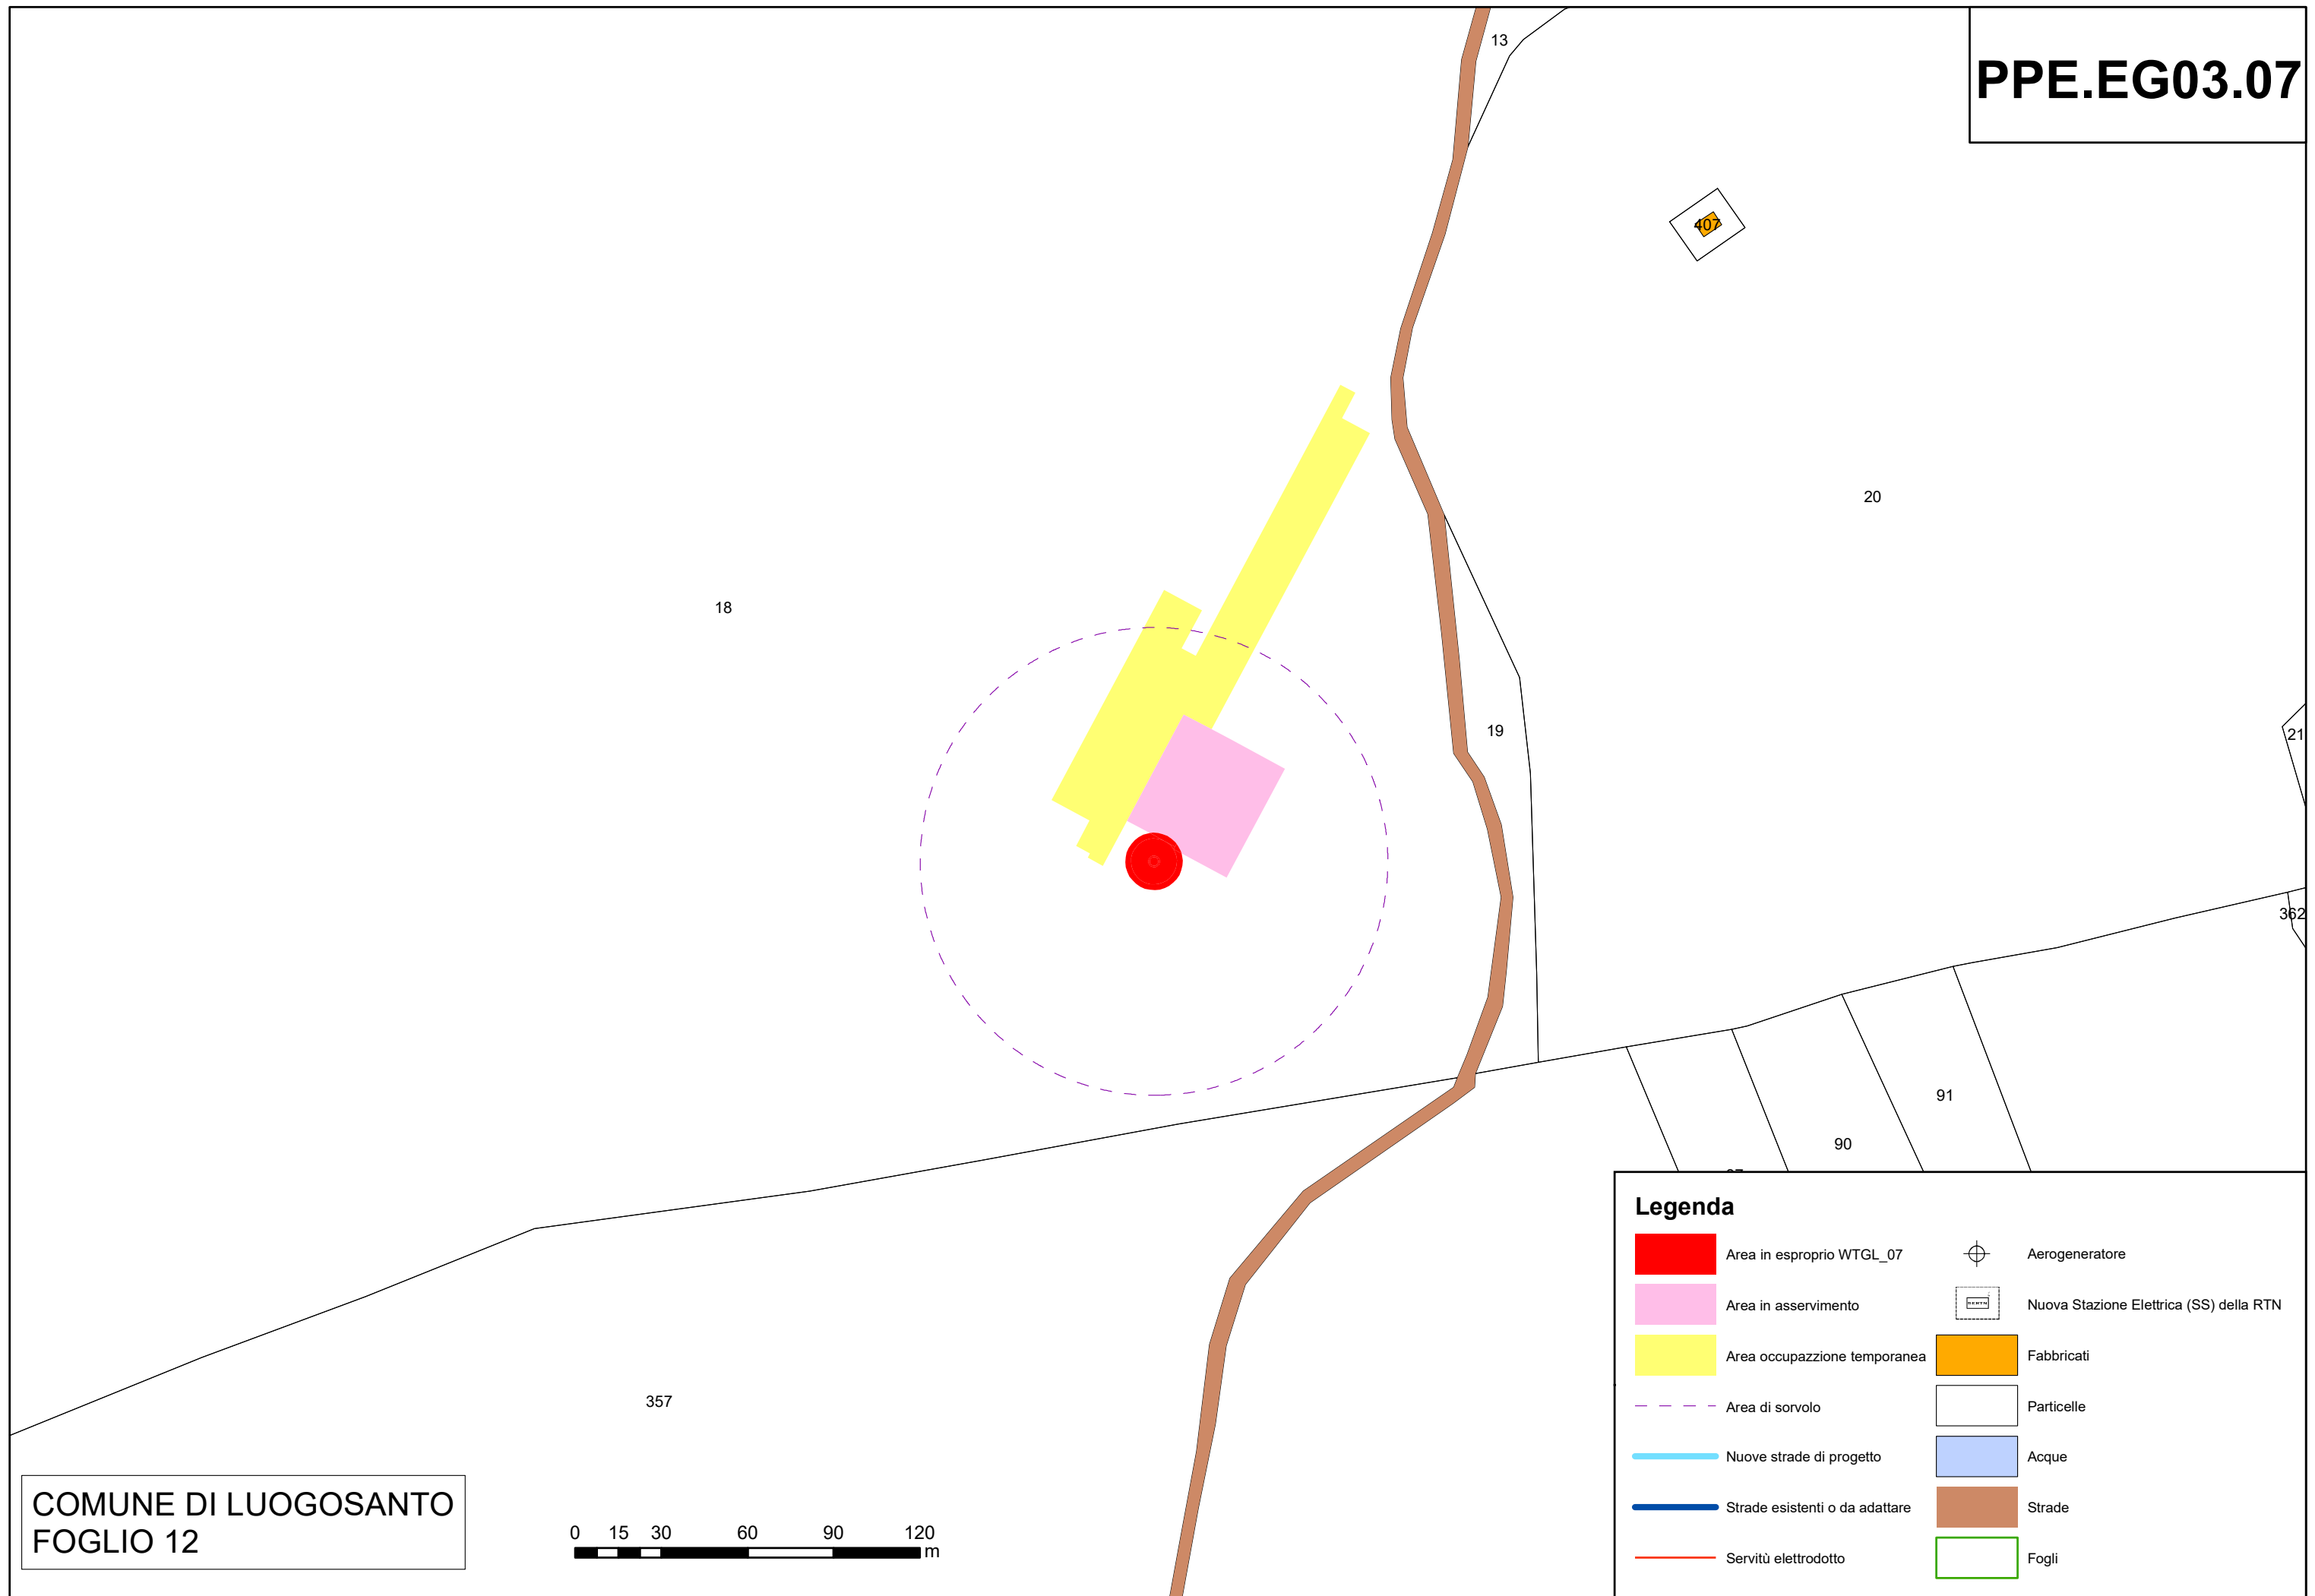 13
PPE.EG03.07
407
20
18
19
21
362
91
90
357
Legenda
Area in esproprio WTGL_07
Area in asservimento
Area occupazzione temporanea
Area di sorvolo
Nuove strade di progetto
Strade esistenti o da adattare
Servitù elettrodotto
Aerogeneratore
Nuova Stazione Elettrica (SS) della RTN
Fabbricati
Particelle
Acque
Strade
Fogli
COMUNE DI LUOGOSANTO
FOGLIO 12
0 15 30 60 90 120
m